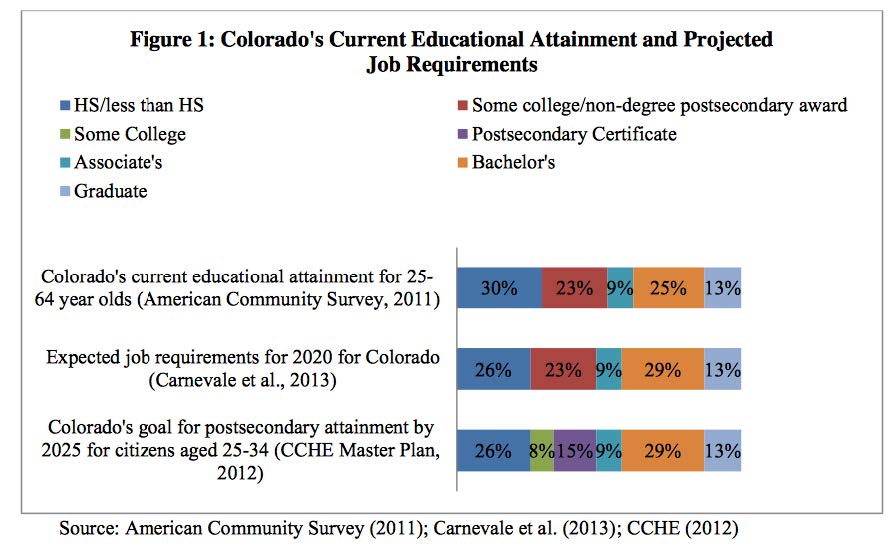 Figure 1: Colorado's Current Educational Attainment and Projected
Job Requirements
HS/less than HS
Some college/non-degree postsecondary award
Some College
Postsecondary Certificate
Associate's
Bachelor's
Graduate
Colorado's current educational attainment for 25-
64 year olds (American Community Survey, 2011)
30% 23% 9% 25% 13%
Expected job requirements for 2020 for Colorado
(Carnevale et al., 2013)
26% 23% 9% 29% 13%
Colorado's goal for postsecondary attainment by
2025 for citizens aged 25-34 (CCHE Master Plan,
2012)
26% 8% 15% 9% 29% 13%
Source: American Community Survey (2011); Carnevale et al. (2013); CCHE (2012)